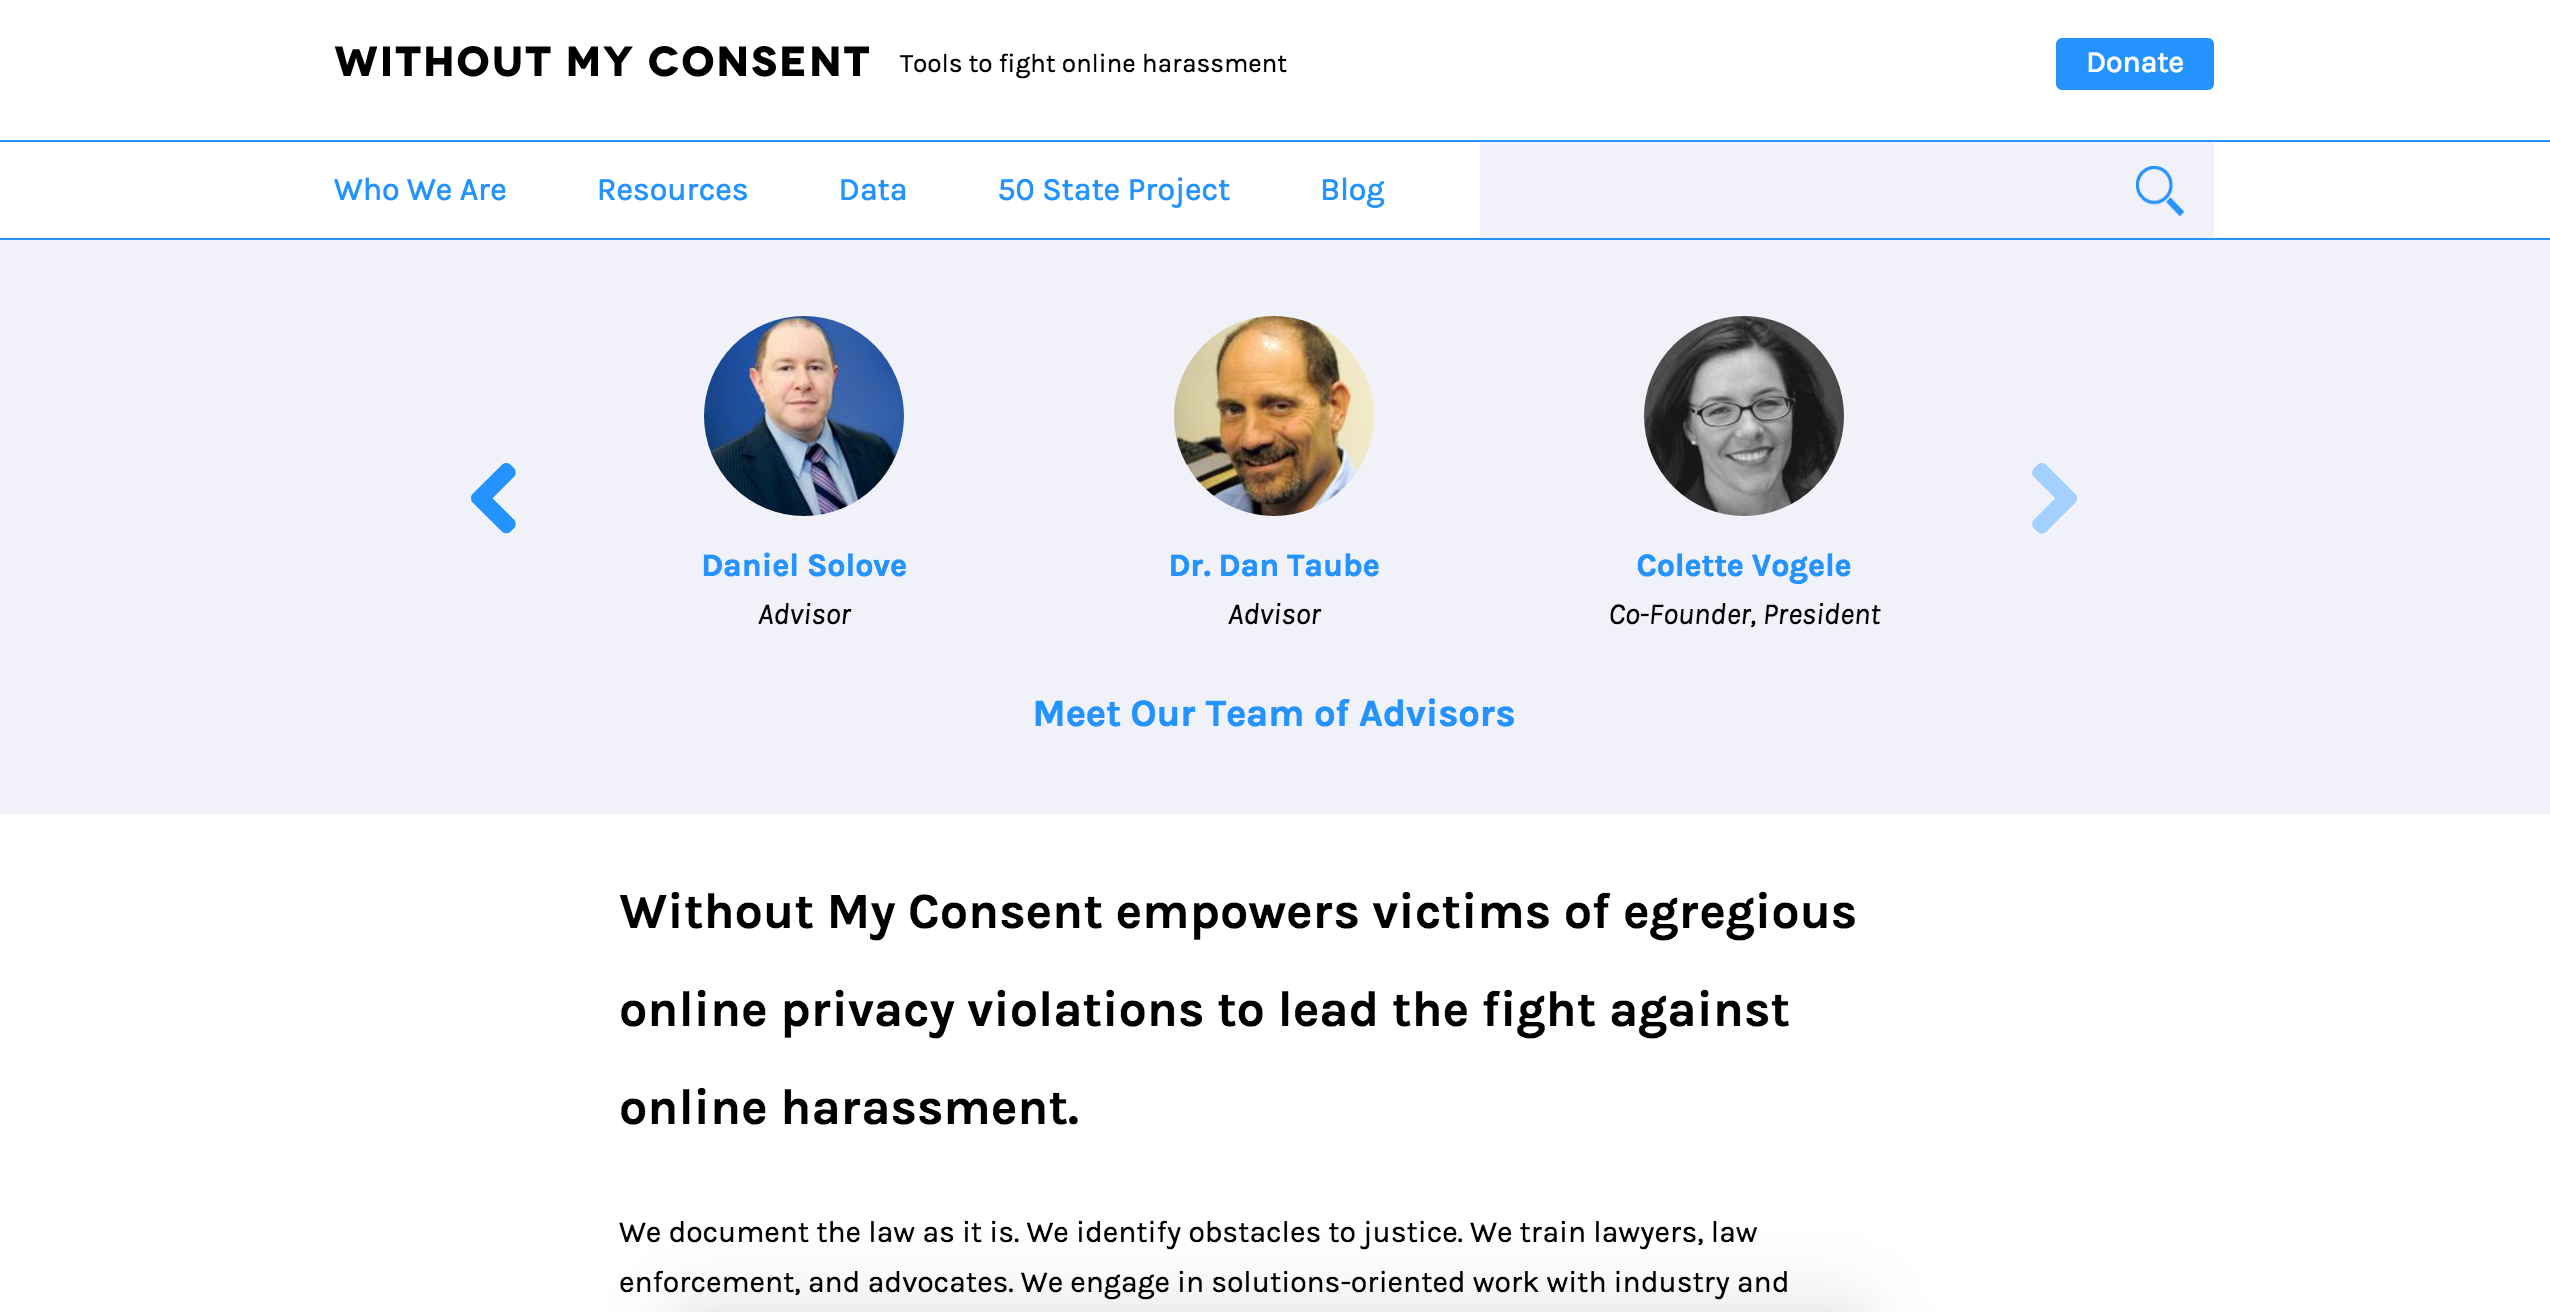 WITHOUT MY CONSENT Tools to fight online harassment
Donate
Who We Are Resources Data 50 State Project Blog
Daniel Solove
Advisor
Dr. Dan Taube
Advisor
Colette Vogele
Co-Founder, President
Meet Our Team of Advisors
Without My Consent empowers victims of egregious
online privacy violations to lead the fight against
online harassment.
We document the law as it is. We identify obstacles to justice. We train lawyers, law
enforcement, and advocates. We engage in solutions-oriented work with industry and